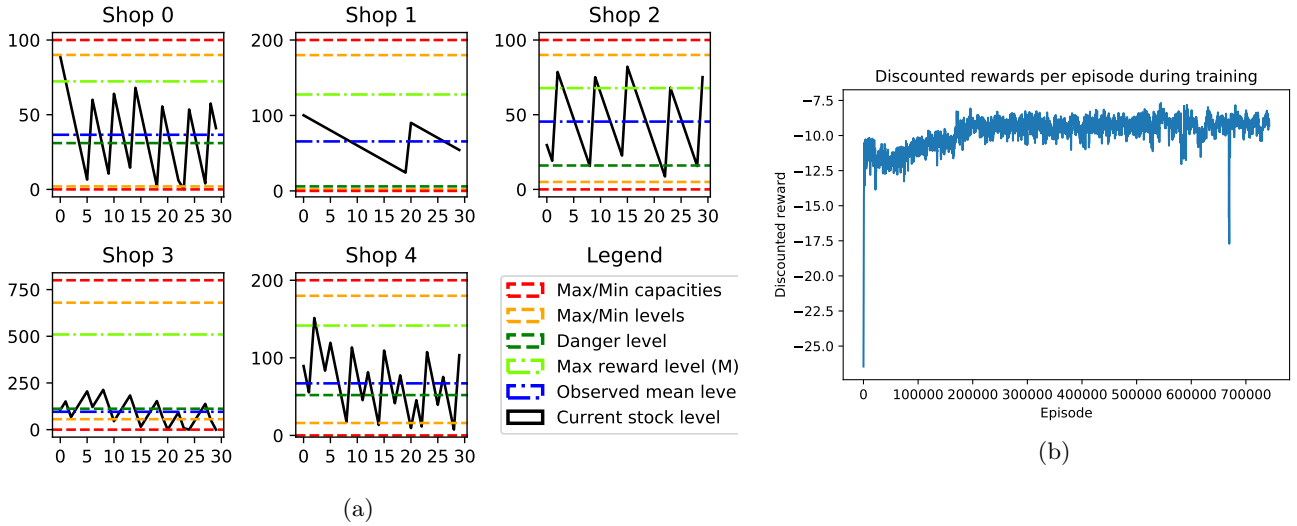 Shop 0
Shop 1
Shop 2
100
50
0
0 5 10 15 20 25 30
200
100
0
0 5 10 15 20 25 30
100
50
0
0 5 10 15 20 25 30
Shop 3
Shop 4
Legend
750
500
250
0
0 5 10 15 20 25 30
200
100
0
0 5 10 15 20 25 30
Max/Min capacities
Max/Min levels
Danger level
Max reward level (M)
Observed mean leve
Current stock level
(a)
Discounted rewards per episode during training
Discounted reward
−7.5
−10.0
−12.5
−15.0
−17.5
−20.0
−22.5
−25.0
0 100000 200000 300000 400000 500000 600000 700000
Episode
(b)